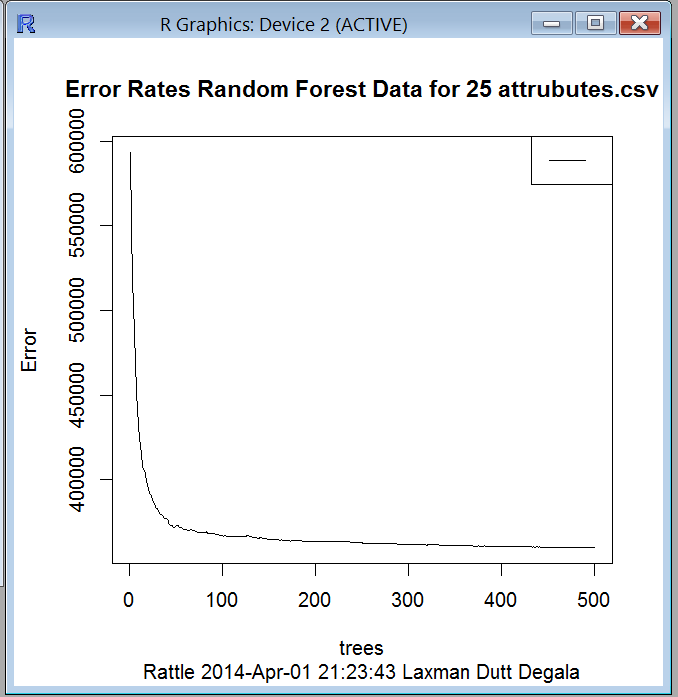 R Graphics: Device 2 (ACTIVE)
Error Rates Random Forest Data for 25 attrubutes.csv
600000
550000
500000
450000
400000
Error
0 100 200 300 400 500
trees
Rattle 2014-Apr-01 21:23:43 Laxman Dutt Degala